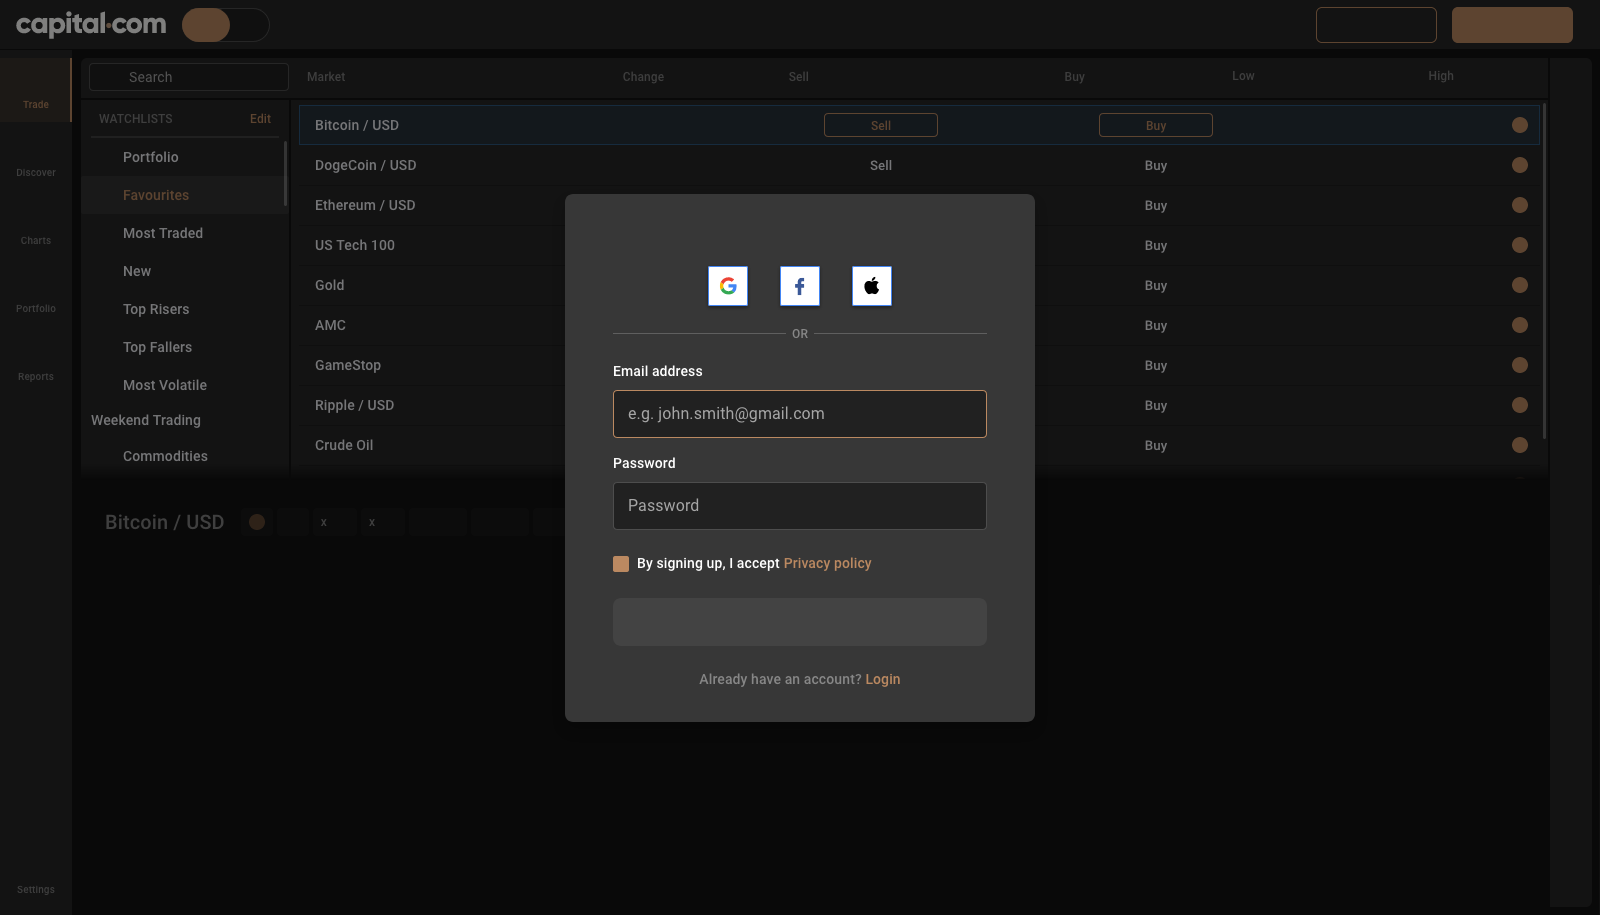 capital.com
Search
Market Change Sell Buy Low High
Trade
Discover
Charts
Portfolio
Reports
Settings
WATCHLISTS Edit
Portfolio
Favourites
Most Traded
New
Top Risers
Top Fallers
Most Volatile
Weekend Trading
Commodities
Bitcoin / USD Sell Buy
DogeCoin / USD Sell Buy
Ethereum / USD Buy
US Tech 100 Buy
Gold Buy
AMC Buy
GameStop Buy
Ripple / USD Buy
Crude Oil Buy
Bitcoin / USD x x
OR
Email address
e.g. john.smith@gmail.com
Password
Password
By signing up, I accept Privacy policy
Already have an account? Login